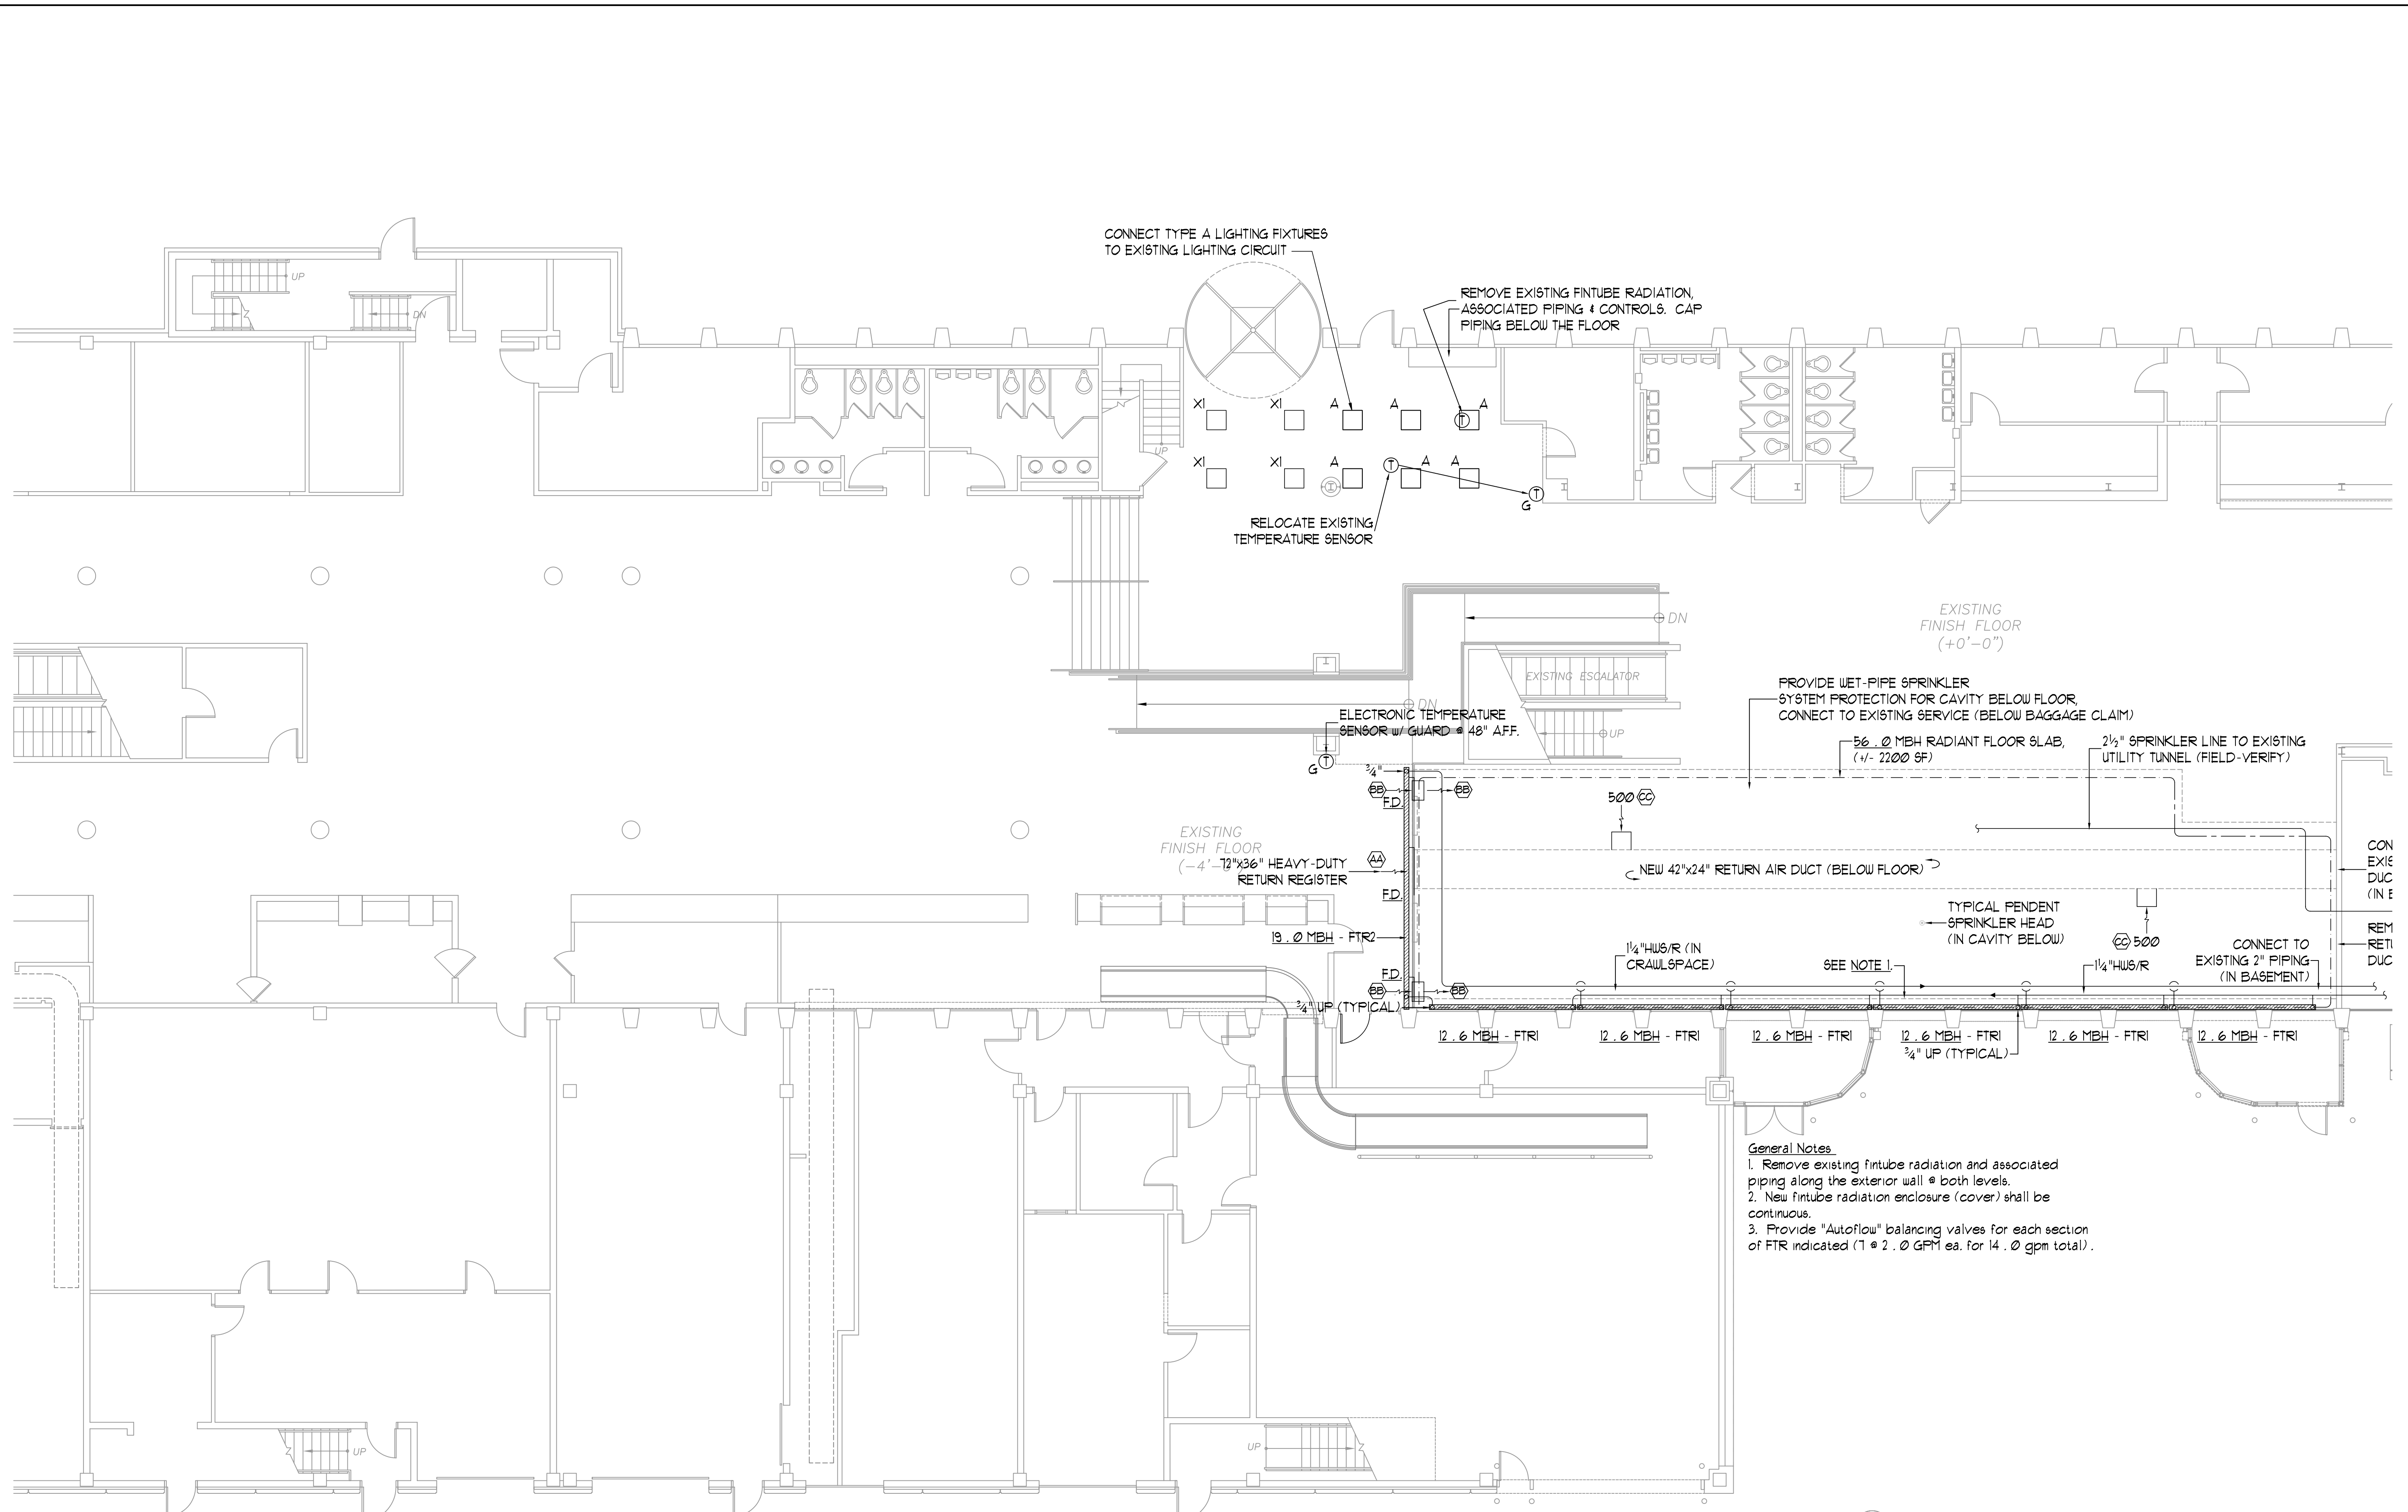 CONNECT TYPE A LIGHTING FIXTURES
TO EXISTING LIGHTING CIRCUIT
REMOVE EXISTING FINTUBE RADIATION,
ASSOCIATED PIPING & CONTROLS. CAP
PIPING BELOW THE FLOOR
UP
DN
X1
X1
A
A
A
T
X1
X1
A
T
A
A
T
G
UP
RELOCATE EXISTING
TEMPERATURE SENSOR
DN
EXISTING
FINISH FLOOR
(+0'-0")
EXISTING ESCALATOR
DN
UP
ELECTRONIC TEMPERATURE
SENSOR w/ GUARD @ 48" A.F.F.
G T
PROVIDE WET-PIPE SPRINKLER
SYSTEM PROTECTION FOR CAVITY BELOW FLOOR,
CONNECT TO EXISTING SERVICE (BELOW BAGGAGE CLAIM)
56.0 MBH RADIANT FLOOR SLAB,
(+/- 2200 SF)
2½" SPRINKLER LINE TO EXISTING
UTILITY TUNNEL (FIELD-VERIFY)
¾"
BB
BB
F.D.
500 CC
EXISTING
FINISH FLOOR
(-4'-0")
72"x36" HEAVY-DUTY
RETURN REGISTER
AA
F.D.
NEW 42"x24" RETURN AIR DUCT (BELOW FLOOR)
CON
EXIS
DUC
(IN E
TYPICAL PENDENT
SPRINKLER HEAD
(IN CAVITY BELOW)
CC 500
REM
RETU
DUC
19.0 MBH - FTR2
F.D.
1¼"HWS/R (IN
CRAWLSPACE)
SEE NOTE 1.
1¼"HWS/R
CONNECT TO
EXISTING 2" PIPING
(IN BASEMENT)
BB
BB
¾" UP (TYPICAL)
12.6 MBH - FTR1
12.6 MBH - FTR1
12.6 MBH - FTR1
12.6 MBH - FTR1
12.6 MBH - FTR1
12.6 MBH - FTR1
¾" UP (TYPICAL)
General Notes
1. Remove existing fintube radiation and associated
piping along the exterior wall @ both levels.
2. New fintube radiation enclosure (cover) shall be
continuous.
3. Provide "Autoflow" balancing valves for each section
of FTR indicated (7 @ 2.0 GPM ea. for 14.0 gpm total).
UP
UP